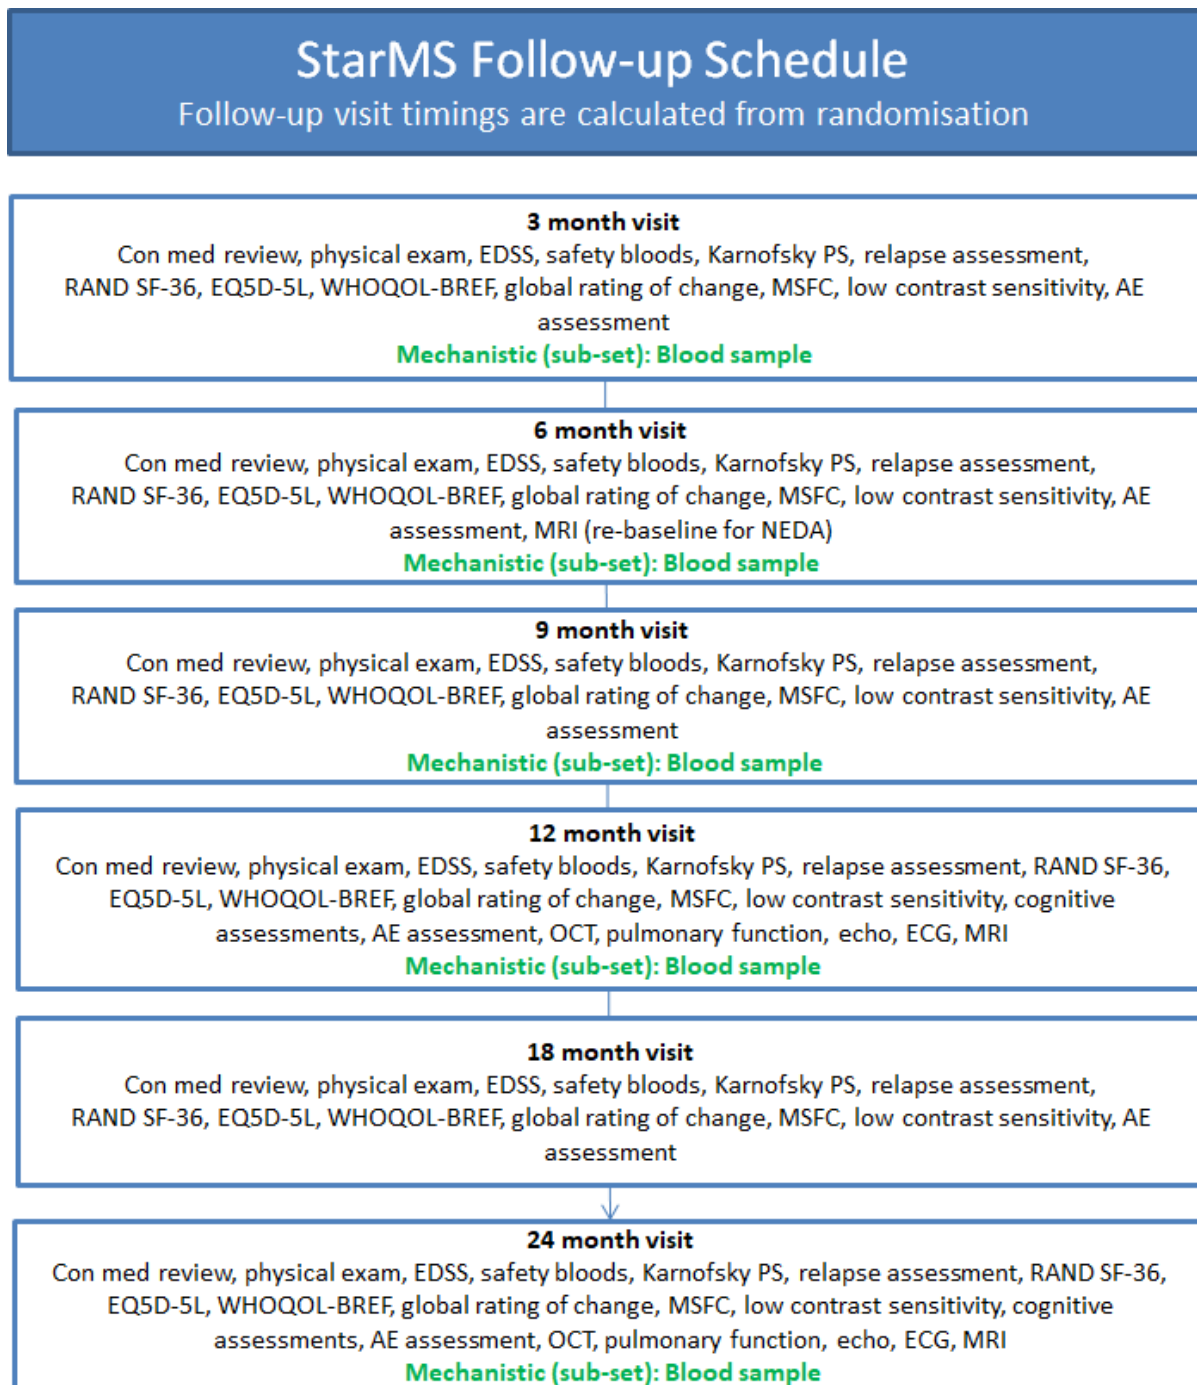 StarMS Follow-up Schedule
Follow-up visit timings are calculated from randomisation
3 month visit
Con med review, physical exam, EDSS, safety bloods, Karnofsky PS, relapse assessment,
RAND SF-36, EQ5D-5L, WHOQOL-BREF, global rating of change, MSFC, low contrast sensitivity, AE
assessment
Mechanistic (sub-set): Blood sample
6 month visit
Con med review, physical exam, EDSS, safety bloods, Karnofsky PS, relapse assessment,
RAND SF-36, EQ5D-5L, WHOQOL-BREF, global rating of change, MSFC, low contrast sensitivity, AE
assessment, MRI (re-baseline for NEDA)
Mechanistic (sub-set): Blood sample
9 month visit
Con med review, physical exam, EDSS, safety bloods, Karnofsky PS, relapse assessment,
RAND SF-36, EQ5D-5L, WHOQOL-BREF, global rating of change, MSFC, low contrast sensitivity, AE
assessment
Mechanistic (sub-set): Blood sample
12 month visit
Con med review, physical exam, EDSS, safety bloods, Karnofsky PS, relapse assessment, RAND SF-36,
EQ5D-5L, WHOQOL-BREF, global rating of change, MSFC, low contrast sensitivity, cognitive
assessments, AE assessment, OCT, pulmonary function, echo, ECG, MRI
Mechanistic (sub-set): Blood sample
18 month visit
Con med review, physical exam, EDSS, safety bloods, Karnofsky PS, relapse assessment,
RAND SF-36, EQ5D-5L, WHOQOL-BREF, global rating of change, MSFC, low contrast sensitivity, AE
assessment
24 month visit
Con med review, physical exam, EDSS, safety bloods, Karnofsky PS, relapse assessment, RAND SF-36,
EQ5D-5L, WHOQOL-BREF, global rating of change, MSFC, low contrast sensitivity, cognitive
assessments, AE assessment, OCT, pulmonary function, echo, ECG, MRI
Mechanistic (sub-set): Blood sample